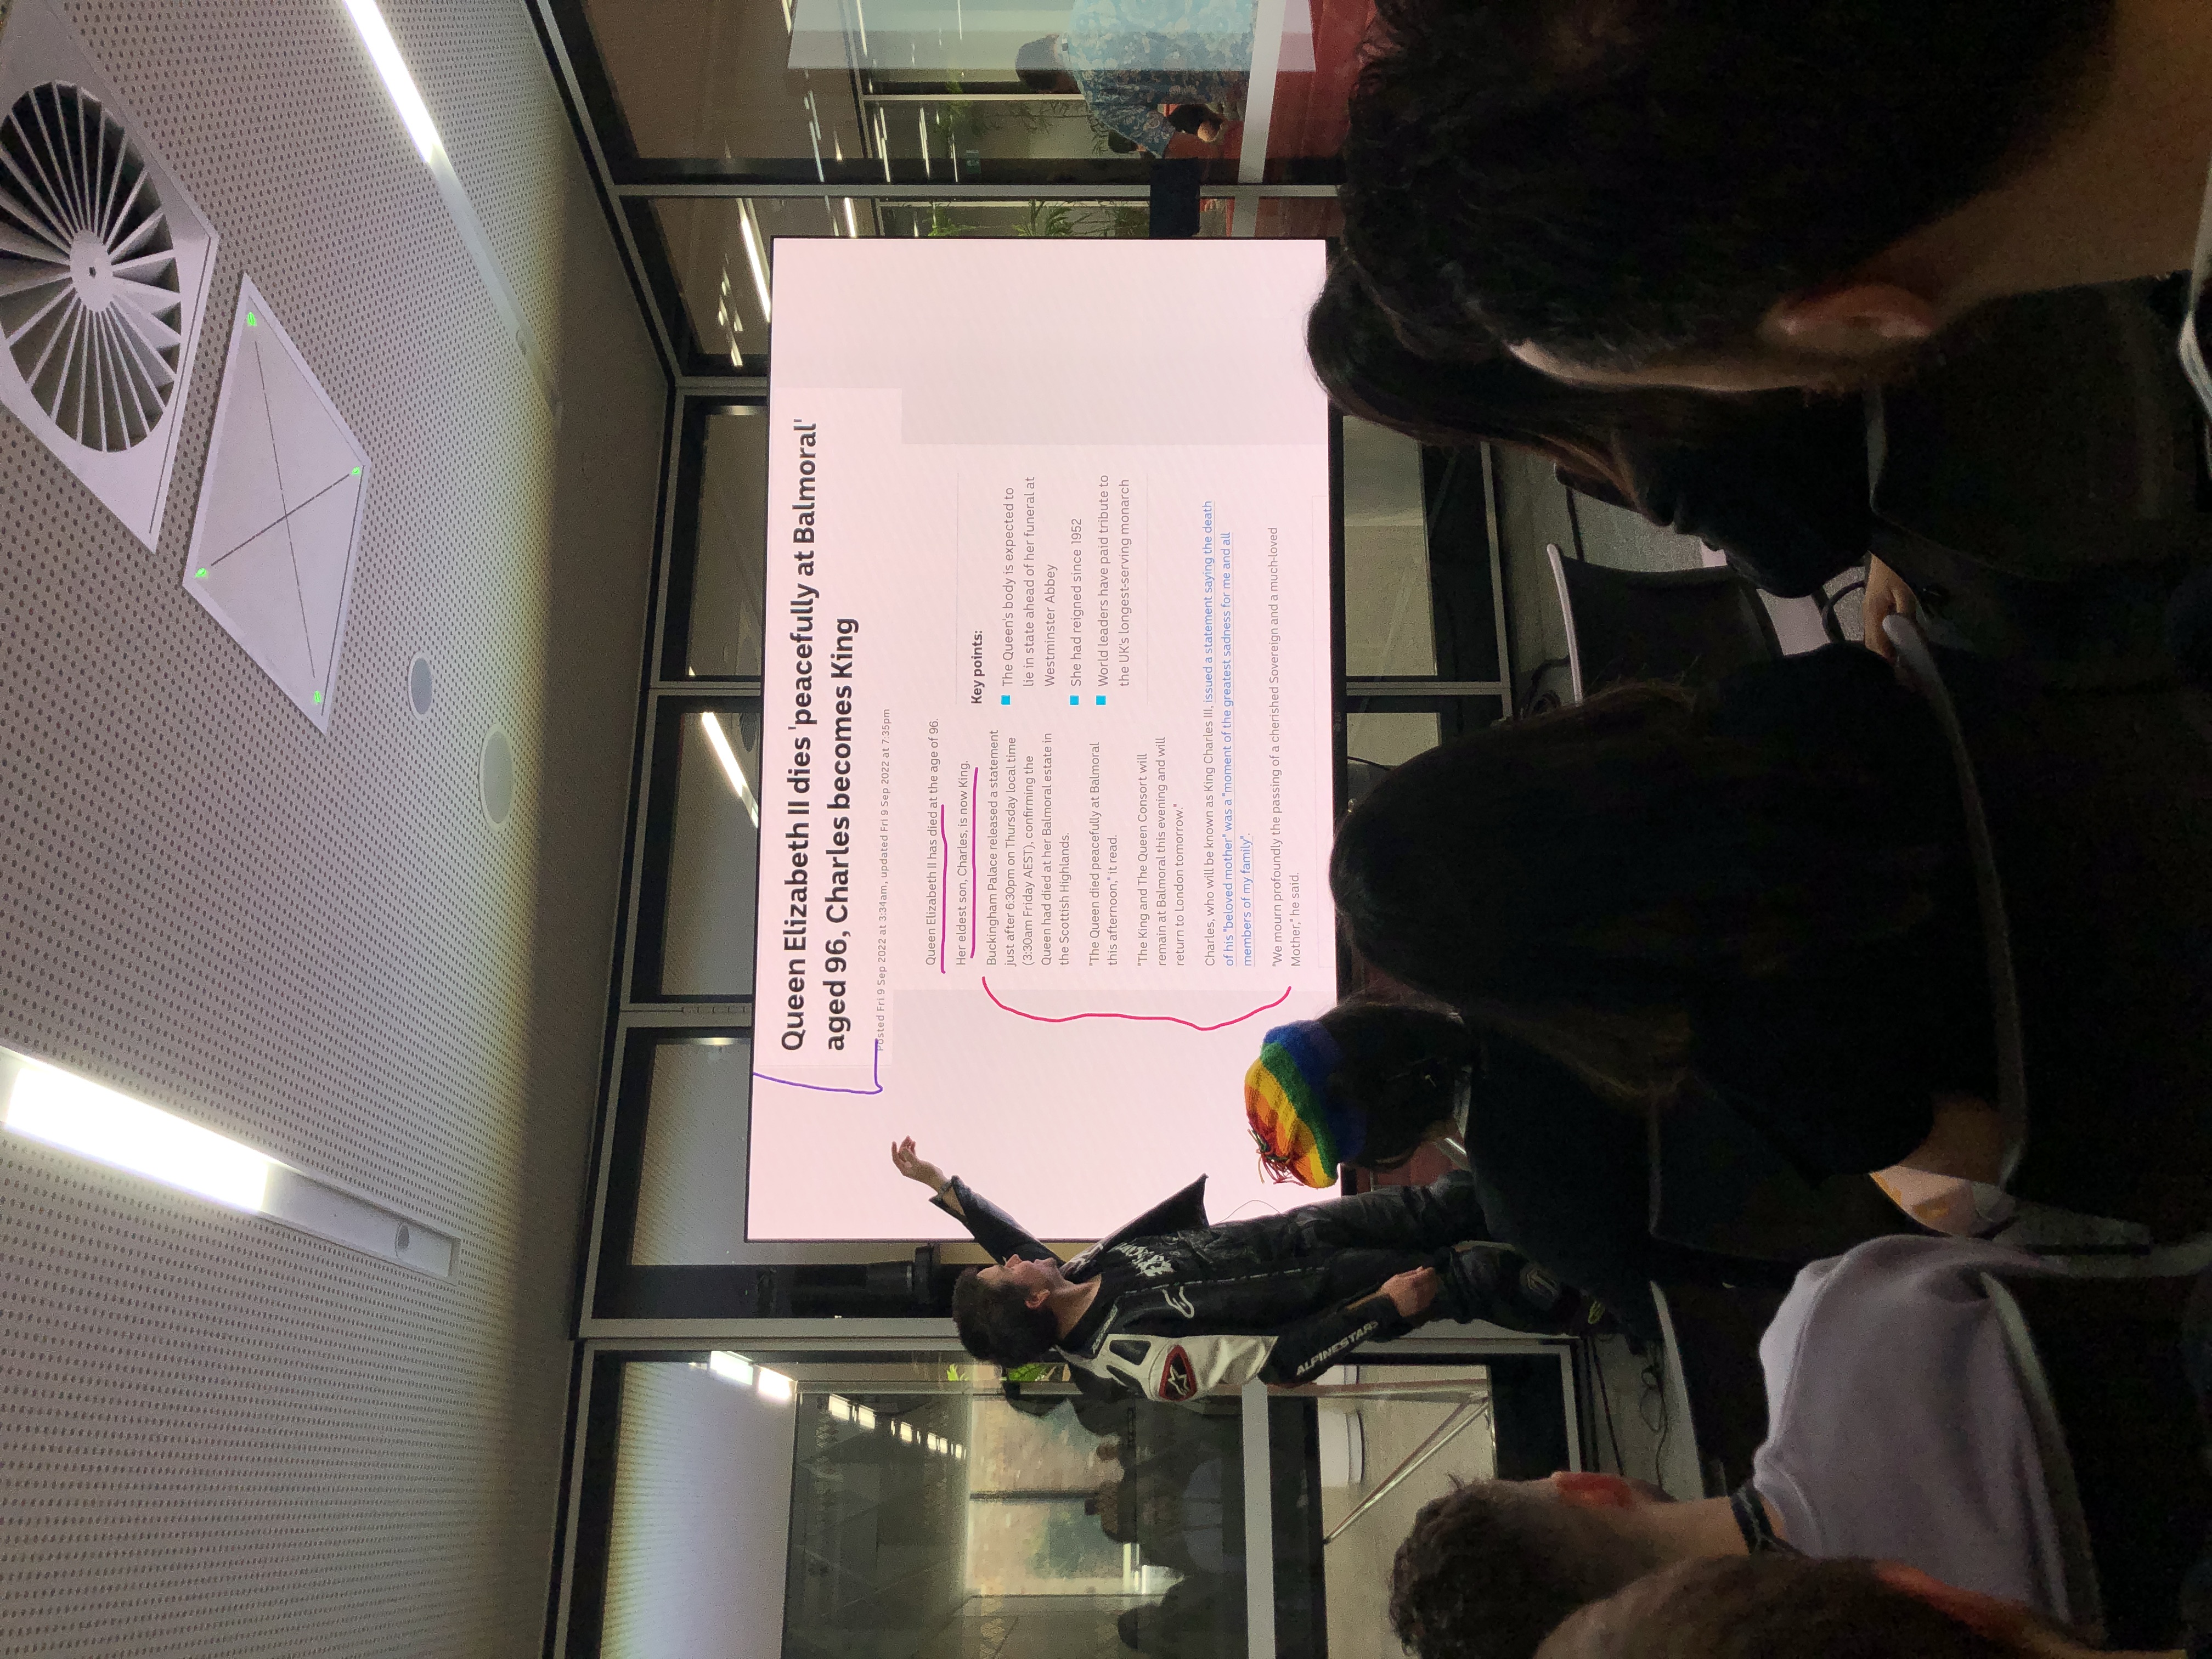 Queen Elizabeth II dies 'peacefully at Balmoral'
aged 96, Charles becomes King
Posted Fri 9 Sep 2022 at 3:34am, updated Fri 9 Sep 2022 at 7:35pm
Queen Elizabeth II has died at the age of 96.
Her eldest son, Charles, is now King.
Buckingham Palace released a statement
just after 6:30pm on Thursday local time
(3:30am Friday AEST), confirming the
Queen had died at her Balmoral estate in
the Scottish Highlands.
"The Queen died peacefully at Balmoral
this afternoon," it read.
"The King and The Queen Consort will
remain at Balmoral this evening and will
return to London tomorrow."
Key points:
The Queen's body is expected to
lie in state ahead of her funeral at
Westminster Abbey
She had reigned since 1952
World leaders have paid tribute to
the UK's longest-serving monarch
Charles, who will be known as King Charles III, issued a statement saying the death
of his "beloved mother" was a "moment of the greatest sadness for me and all
members of my family".
"We mourn profoundly the passing of a cherished Sovereign and a much-loved
Mother," he said.
LG
ALPINESTARS